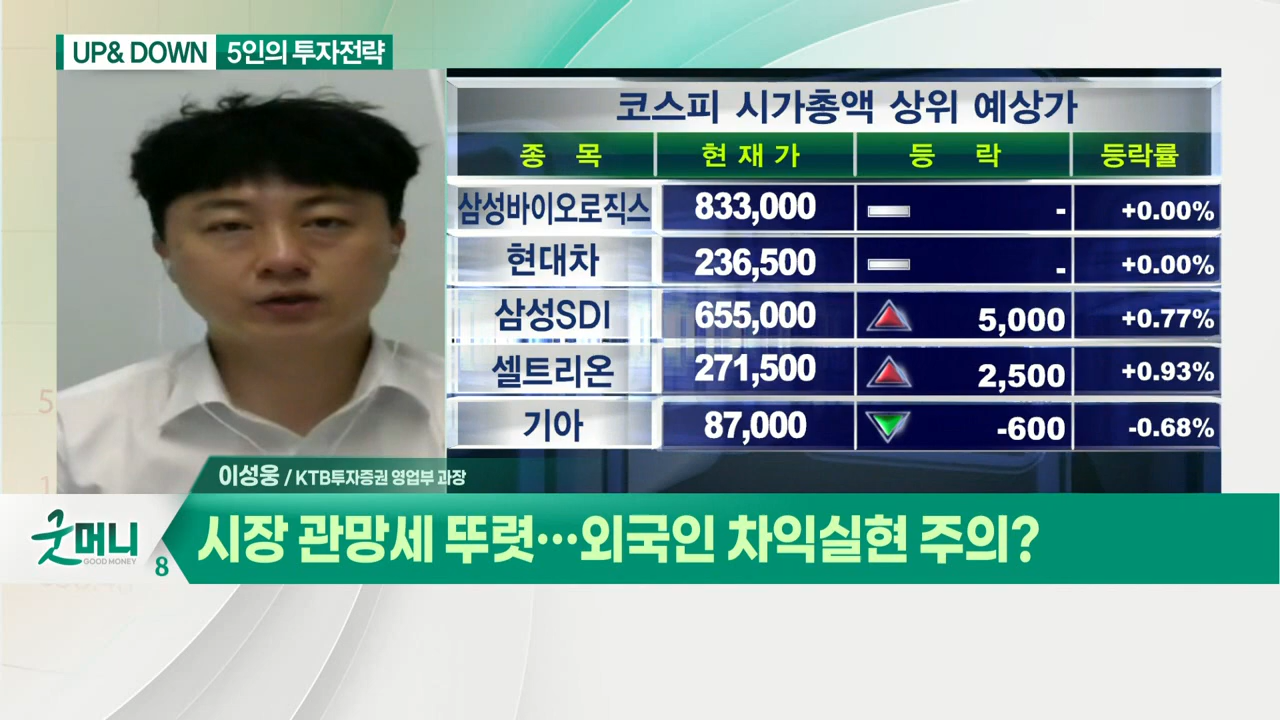 UP& DOWN 5인의 투자전략
코스피 시가총액 상위 예상가
종 목 현 재 가 등 락 등락률
삼성바이오로직스 833,000 - +0.00%
현대차 236,500 - +0.00%
삼성SDI 655,000 5,000 +0.77%
셀트리온 271,500 2,500 +0.93%
기아 87,000 -600 -0.68%
이성웅 / KTB투자증권 영업부 과장
굿머니
GOOD MONEY
8
시장 관망세 뚜렷…외국인 차익실현 주의?